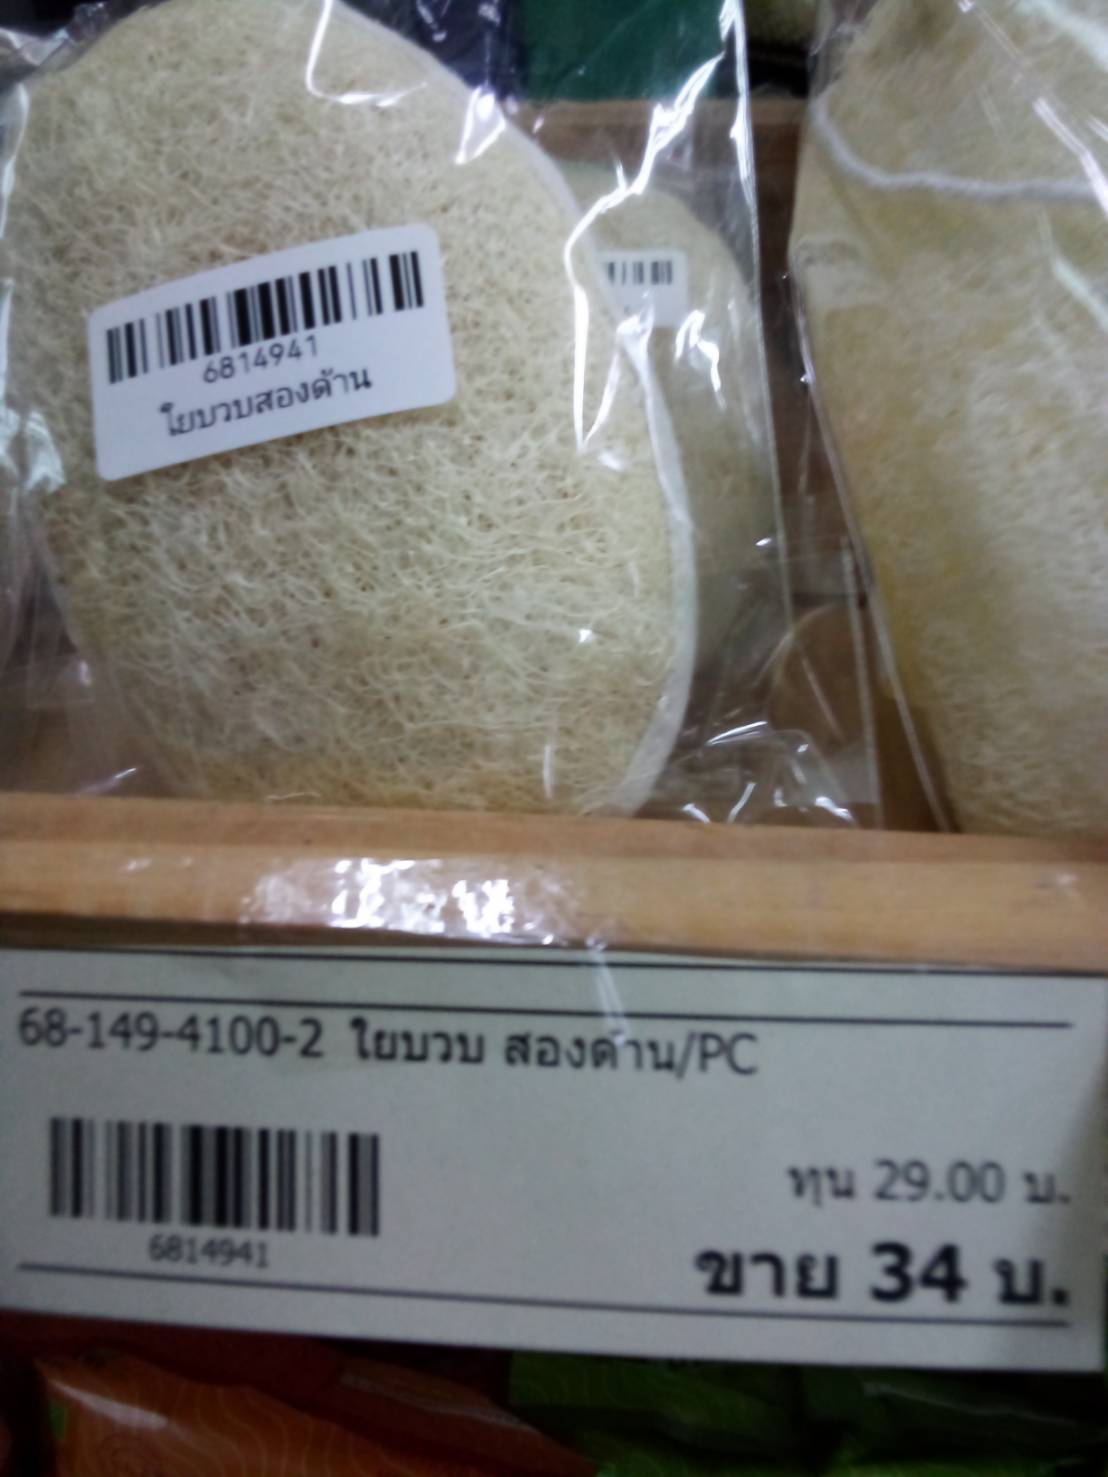 6814941
ใยบวบสองด้าน
68-149-4100-2 ใยบวบ สองด้าน/PC
ทุน 29.00 บ.
6814941
ขาย 34 บ.